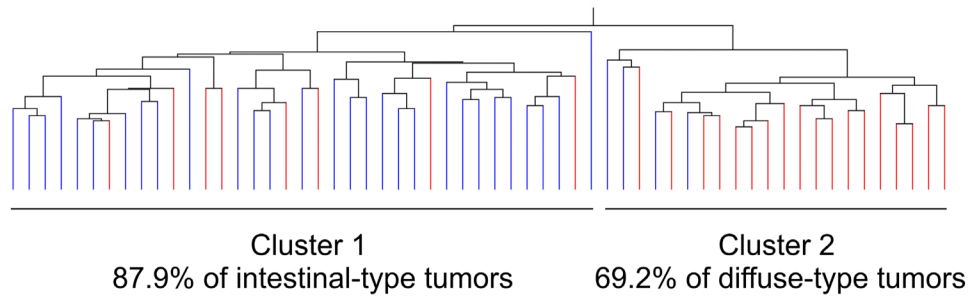 Cluster 1
87.9% of intestinal-type tumors
Cluster 2
69.2% of diffuse-type tumors